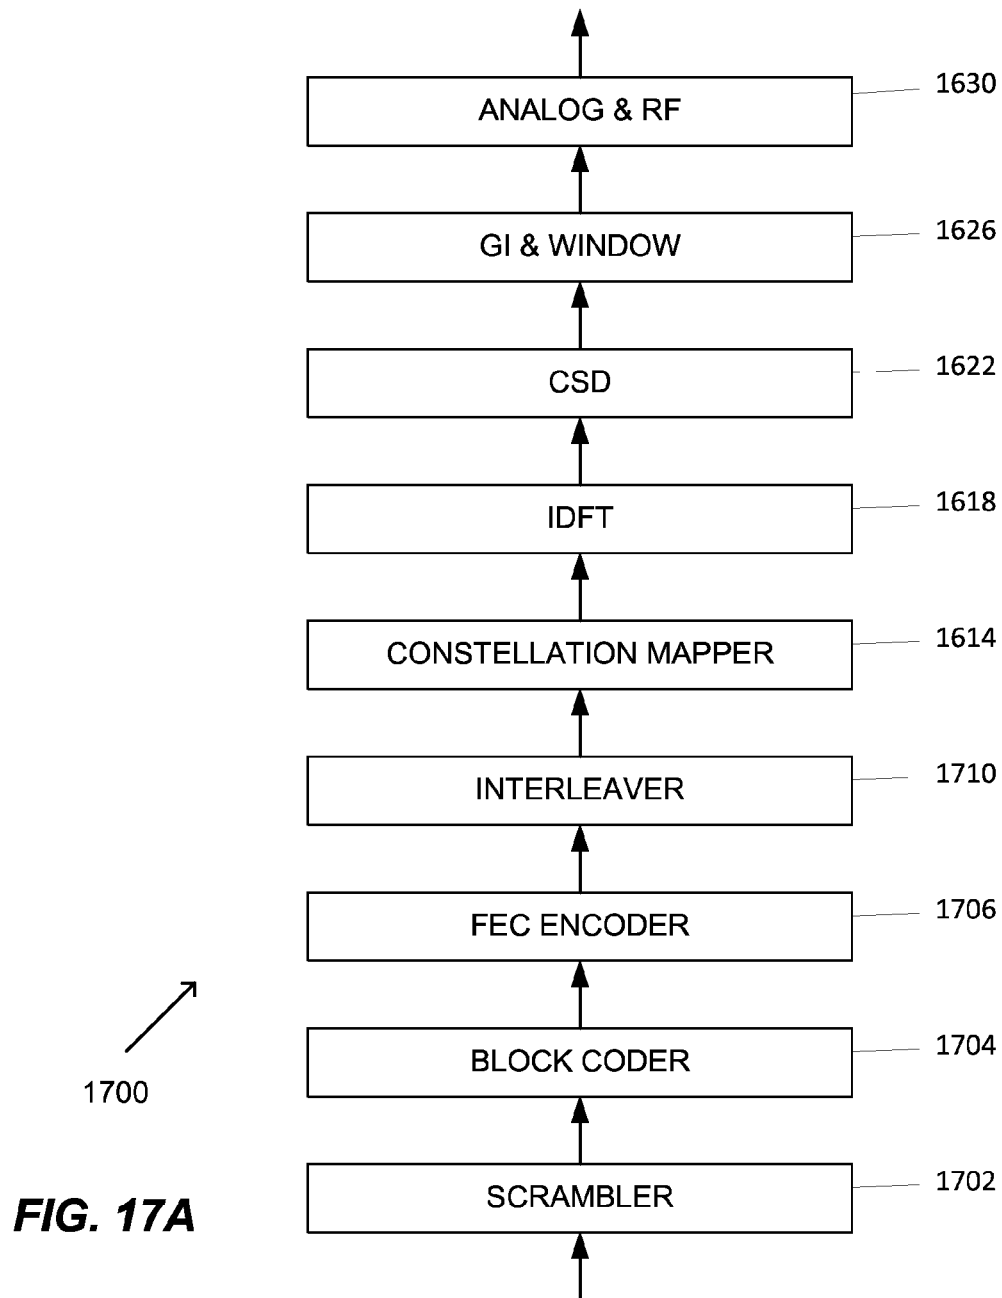 ANALOG & RF
1630
GI & WINDOW
1626
CSD
1622
IDFT
1618
CONSTELLATION MAPPER
1614
INTERLEAVER
1710
FEC ENCODER
1706
BLOCK CODER
1704
1700
SCRAMBLER
1702
FIG. 17A